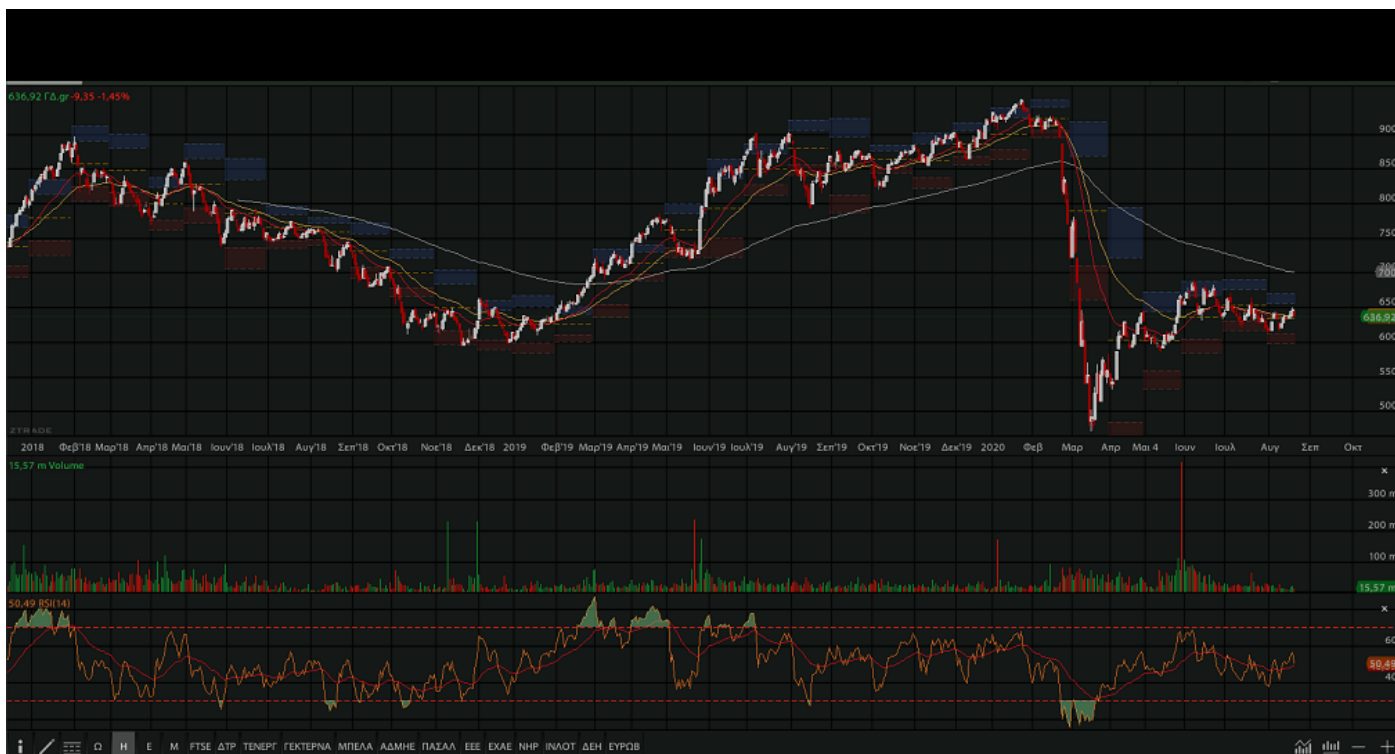 636,92 ΓΔ.gr -9,35 -1,45%
900
850
800
750
700
650
636,92
600
550
500
ZTRADE
2018 Φεβ'18 Μαρ'18 Απρ'18 Μαι'18 Ιουν'18 Ιουλ'18 Αυγ'18 Σεπ'18 Οκτ'18 Νοε'18 Δεκ'18 2019 Φεβ'19 Μαρ'19 Απρ'19 Μαι'19 Ιουν'19 Ιουλ'19 Αυγ'19 Σεπ'19 Οκτ'19 Νοε'19 Δεκ'19 2020 Φεβ Μαρ Απρ Μαι 4 Ιουν Ιουλ Αυγ Σεπ Οκτ
15,57 m Volume
300 m
200 m
100 m
15,57 m
50,49 RSI(14)
60
50,49
40
Ω Η Ε Μ FTSE ΔΤΡ ΤΕΝΕΡΓ ΓΕΚΤΕΡΝΑ ΜΠΕΛΑ ΑΔΜΗΕ ΠΑΣΑΛ ΕΕΕ ΕΧΑΕ ΝΗΡ ΙΝΛΟΤ ΔΕΗ ΕΥΡΩΒ